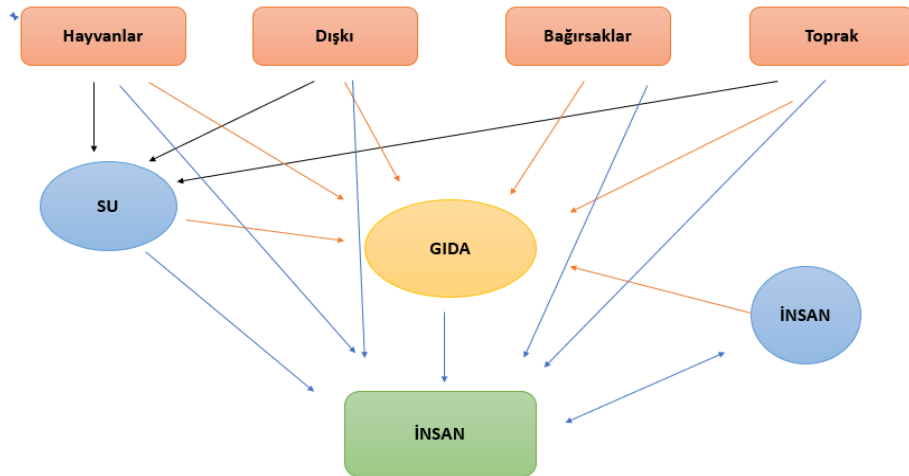 Hayvanlar
Dışkı
Bağırsaklar
Toprak
SU
GIDA
İNSAN
İNSAN